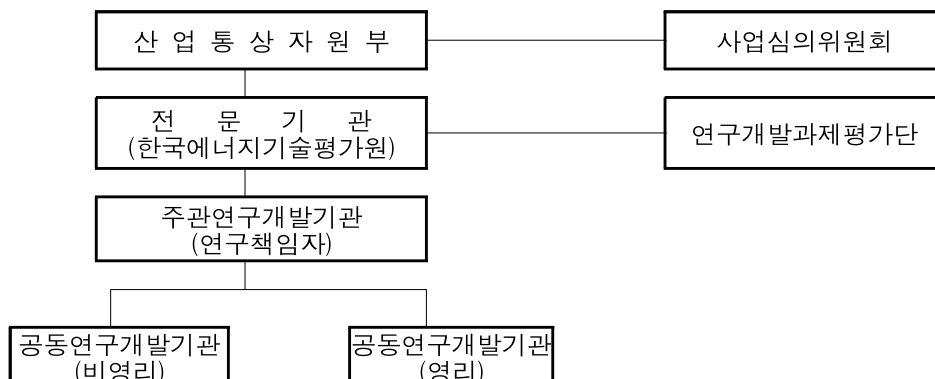 산 업 통 상 자 원 부
사업심의위원회
전 문 기 관
(한국에너지기술평가원)
연구개발과제평가단
주관연구개발기관
(연구책임자)
공동연구개발기관
(비영리)
공동연구개발기관
(영리)